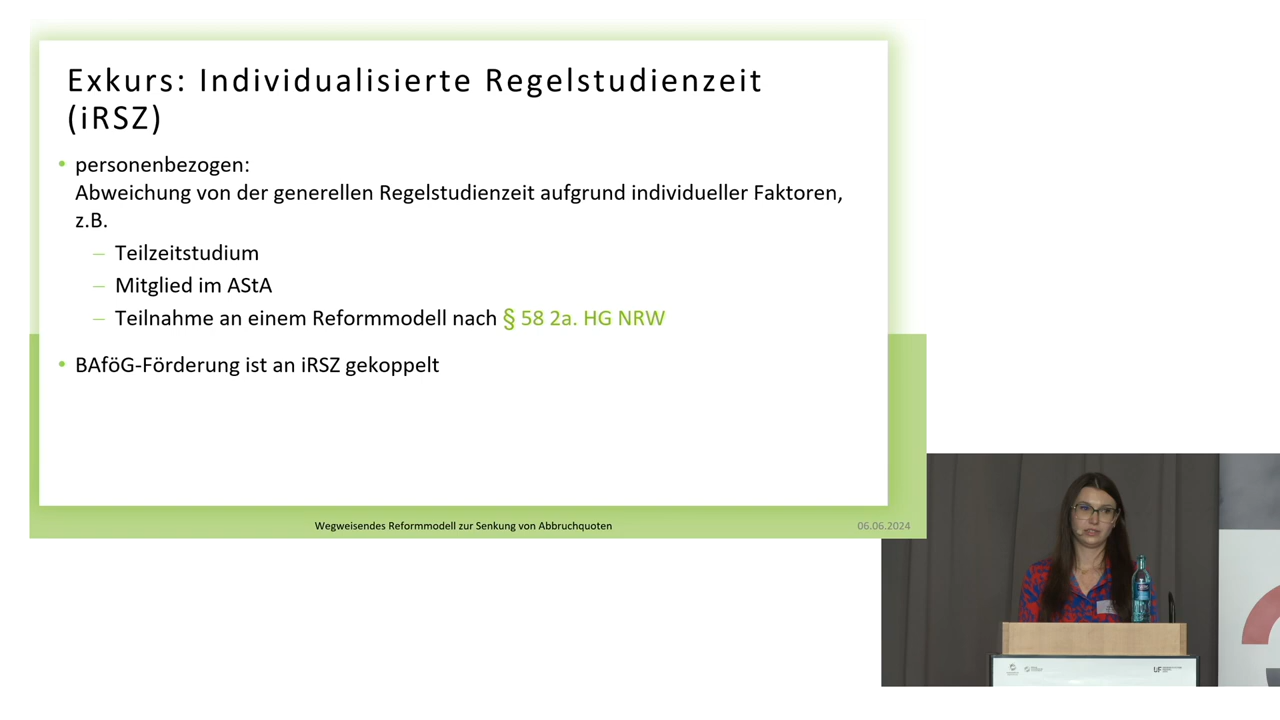 Exkurs: Individualisierte Regelstudienzeit
(iRSZ)
• personenbezogen:
Abweichung von der generellen Regelstudienzeit aufgrund individueller Faktoren,
z.B.
– Teilzeitstudium
– Mitglied im AStA
– Teilnahme an einem Reformmodell nach § 58 2a. HG NRW
• BAföG-Förderung ist an iRSZ gekoppelt
Wegweisendes Reformmodell zur Senkung von Abbruchquoten
06.06.2024